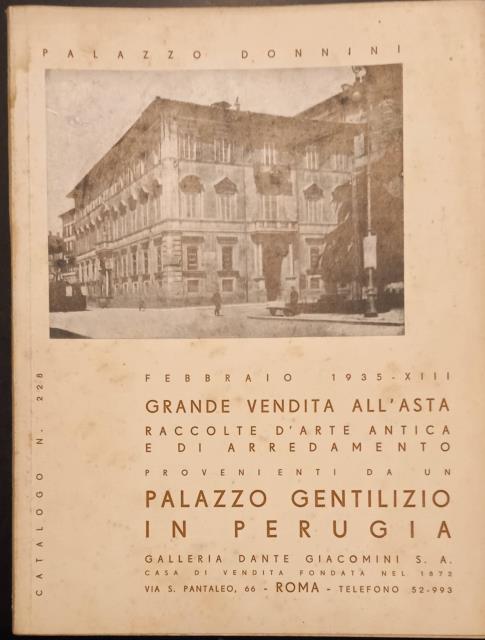 PALAZZO DONNINI
FEBBRAIO 1935-XIII
GRANDE VENDITA ALL'ASTA
RACCOLTE D'ARTE ANTICA
E DI ARREDAMENTO
PROVENIENTI DA UN
PALAZZO GENTILIZIO
IN PERUGIA
GALLERIA DANTE GIACOMINI S. A.
CASA DI VENDITA FONDATA NEL 1872
VIA S. PANTALEO, 66 - ROMA - TELEFONO 52-993
CATALOGO N. 228